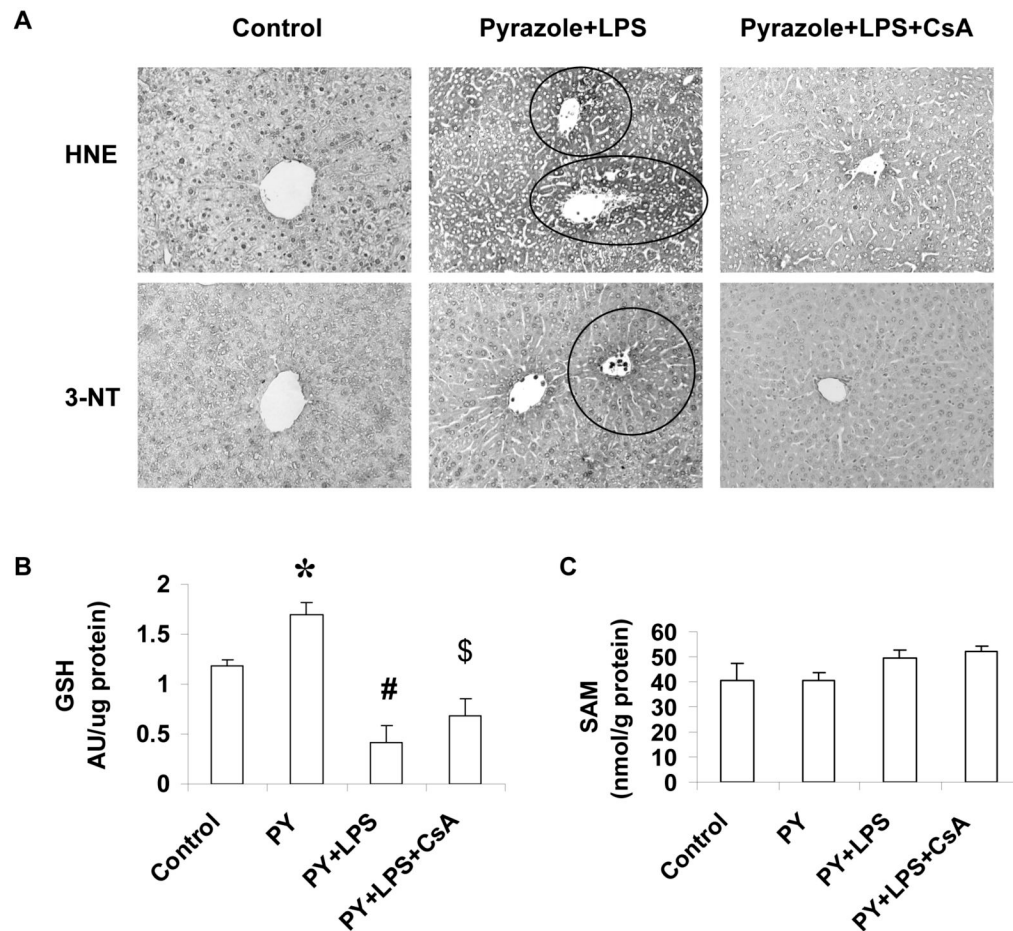 A
Control Pyrazole+LPS Pyrazole+LPS+CsA
HNE
3-NT
B
GSH
AU/ug protein)
2
1.5
1
0.5
0
*
#
$
Control PY PY+LPS PY+LPS+CsA
C
SAM
(nmol/g protein)
60
50
40
30
20
10
0
Control PY PY+LPS PY+LPS+CsA